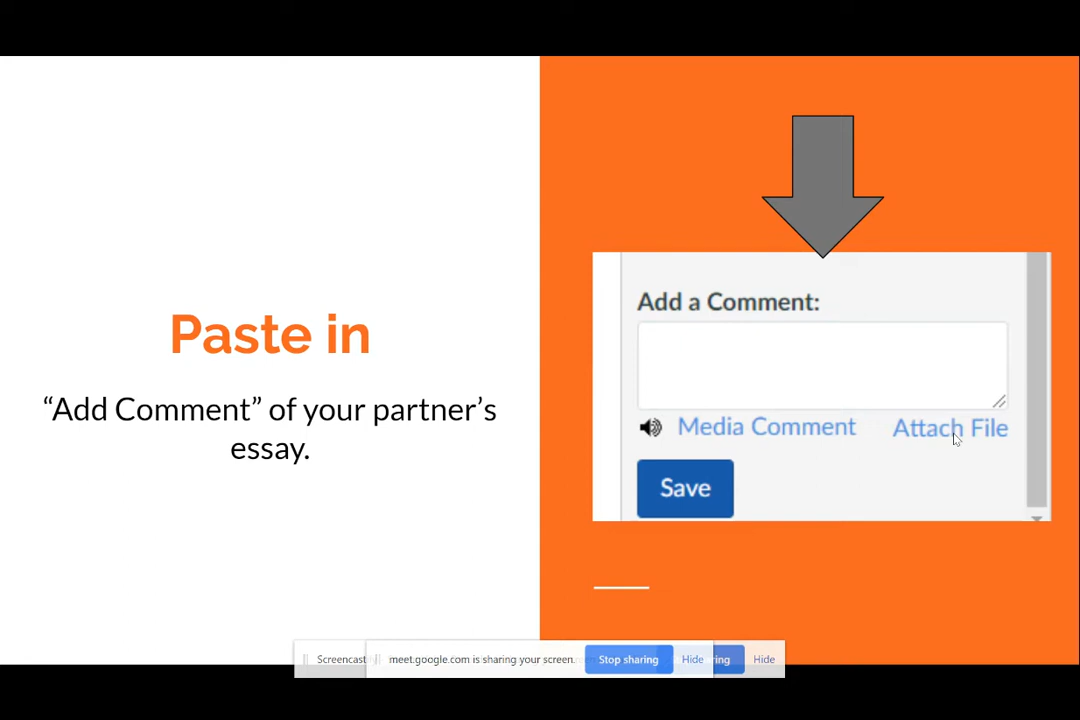 Paste in
“Add Comment” of your partner’s
essay.
Add a Comment:
Media Comment Attach File
Save
Screencast meet.google.com is sharing your screen. Stop sharing Hide Hide